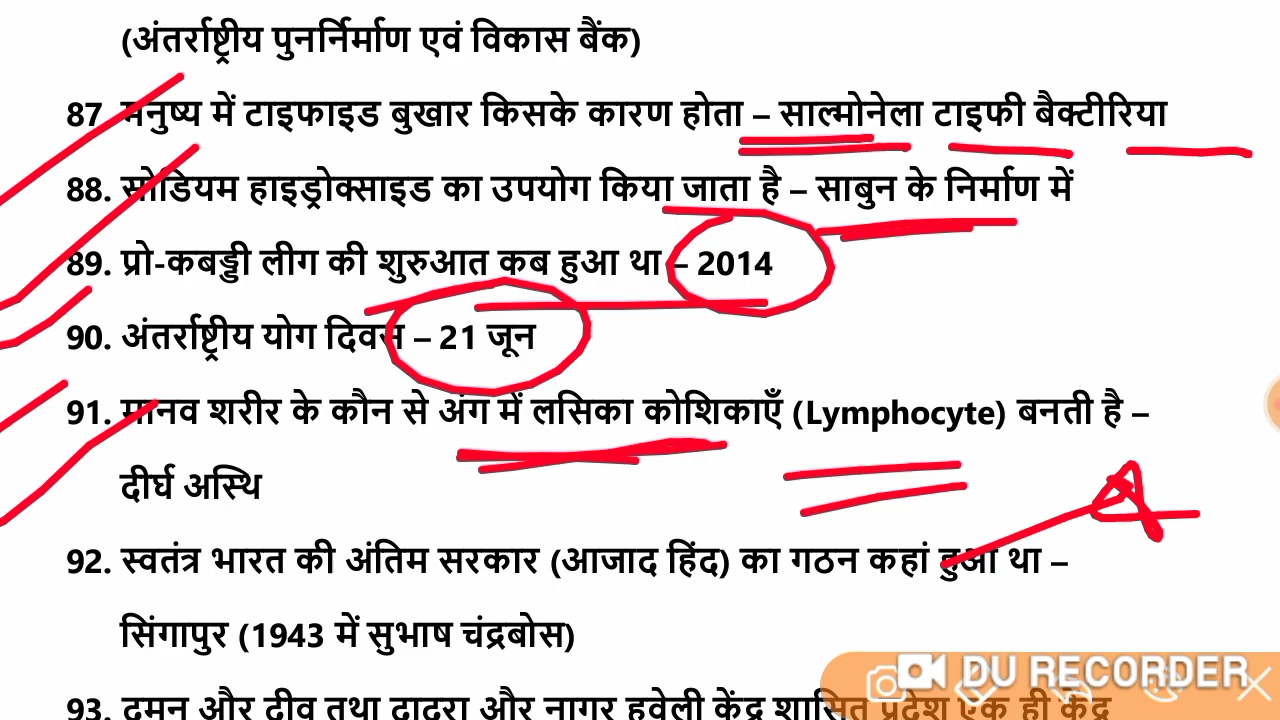 (अंतर्राष्ट्रीय पुनर्निर्माण एवं विकास बैंक)
87. मनुष्य में टाइफाइड बुखार किसके कारण होता – साल्मोनेला टाइफी बैक्टीरिया
88. सोडियम हाइड्रोक्साइड का उपयोग किया जाता है – साबुन के निर्माण में
89. प्रो-कबड्डी लीग की शुरुआत कब हुआ था – 2014
90. अंतर्राष्ट्रीय योग दिवस – 21 जून
91. मानव शरीर के कौन से अंग में लसिका कोशिकाएँ (Lymphocyte) बनती है –
दीर्घ अस्थि
92. स्वतंत्र भारत की अंतिम सरकार (आजाद हिंद) का गठन कहां हुआ था –
सिंगापुर (1943 में सुभाष चंद्रबोस)
93. दमन और दीव तथा दादरा और नागर हवेली केंद्र शासित प्रदेश एक ही केंद्र
DU RECORDER